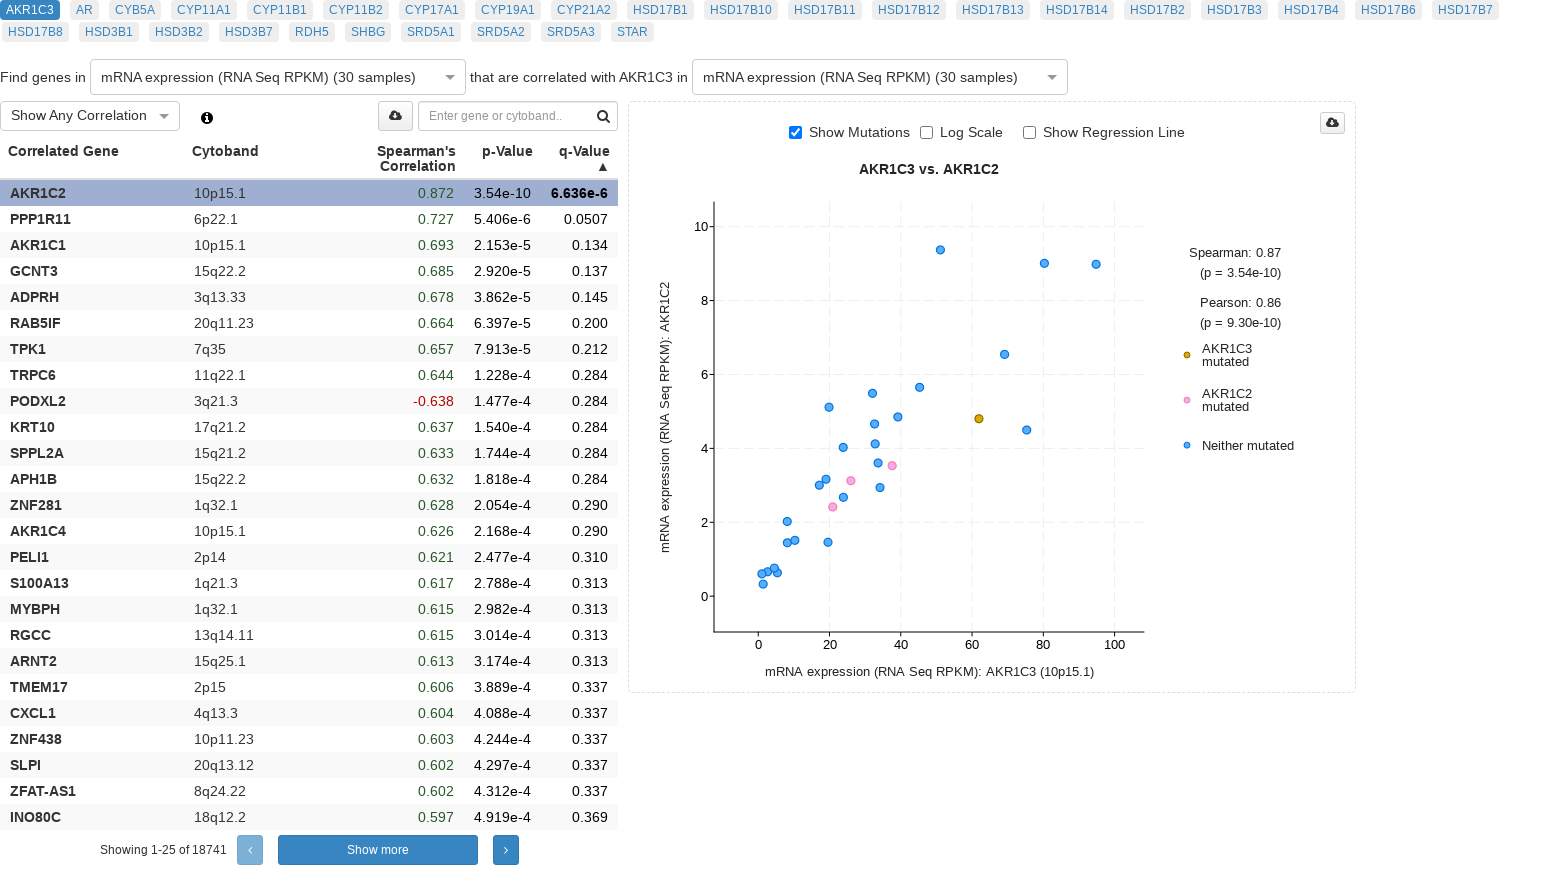 AKR1C3 AR CYB5A CYP11A1 CYP11B1 CYP11B2 CYP17A1 CYP19A1 CYP21A2 HSD17B1 HSD17B10 HSD17B11 HSD17B12 HSD17B13 HSD17B14 HSD17B2 HSD17B3 HSD17B4 HSD17B6 HSD17B7
HSD17B8 HSD3B1 HSD3B2 HSD3B7 RDH5 SHBG SRD5A1 SRD5A2 SRD5A3 STAR
Find genes in mRNA expression (RNA Seq RPKM) (30 samples) that are correlated with AKR1C3 in mRNA expression (RNA Seq RPKM) (30 samples)
Show Any Correlation Enter gene or cytoband..
Correlated Gene Cytoband Spearman's Correlation p-Value q-Value ▲
AKR1C2 10p15.1 0.872 3.54e-10 6.636e-6
PPP1R11 6p22.1 0.727 5.406e-6 0.0507
AKR1C1 10p15.1 0.693 2.153e-5 0.134
GCNT3 15q22.2 0.685 2.920e-5 0.137
ADPRH 3q13.33 0.678 3.862e-5 0.145
RAB5IF 20q11.23 0.664 6.397e-5 0.200
TPK1 7q35 0.657 7.913e-5 0.212
TRPC6 11q22.1 0.644 1.228e-4 0.284
PODXL2 3q21.3 -0.638 1.477e-4 0.284
KRT10 17q21.2 0.637 1.540e-4 0.284
SPPL2A 15q21.2 0.633 1.744e-4 0.284
APH1B 15q22.2 0.632 1.818e-4 0.284
ZNF281 1q32.1 0.628 2.054e-4 0.290
AKR1C4 10p15.1 0.626 2.168e-4 0.290
PELI1 2p14 0.621 2.477e-4 0.310
S100A13 1q21.3 0.617 2.788e-4 0.313
MYBPH 1q32.1 0.615 2.982e-4 0.313
RGCC 13q14.11 0.615 3.014e-4 0.313
ARNT2 15q25.1 0.613 3.174e-4 0.313
TMEM17 2p15 0.606 3.889e-4 0.337
CXCL1 4q13.3 0.604 4.088e-4 0.337
ZNF438 10p11.23 0.603 4.244e-4 0.337
SLPI 20q13.12 0.602 4.297e-4 0.337
ZFAT-AS1 8q24.22 0.602 4.312e-4 0.337
INO80C 18q12.2 0.597 4.919e-4 0.369
Showing 1-25 of 18741 Show more
Show Mutations Log Scale Show Regression Line
AKR1C3 vs. AKR1C2
mRNA expression (RNA Seq RPKM): AKR1C2
10
8
6
4
2
0
0 20 40 60 80 100
mRNA expression (RNA Seq RPKM): AKR1C3 (10p15.1)
Spearman: 0.87
(p = 3.54e-10)
Pearson: 0.86
(p = 9.30e-10)
AKR1C3
mutated
AKR1C2
mutated
Neither mutated